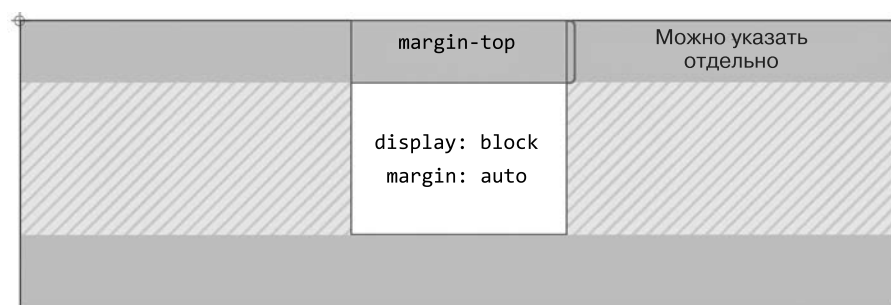 margin-top
Можно указать
отдельно
display: block
margin: auto